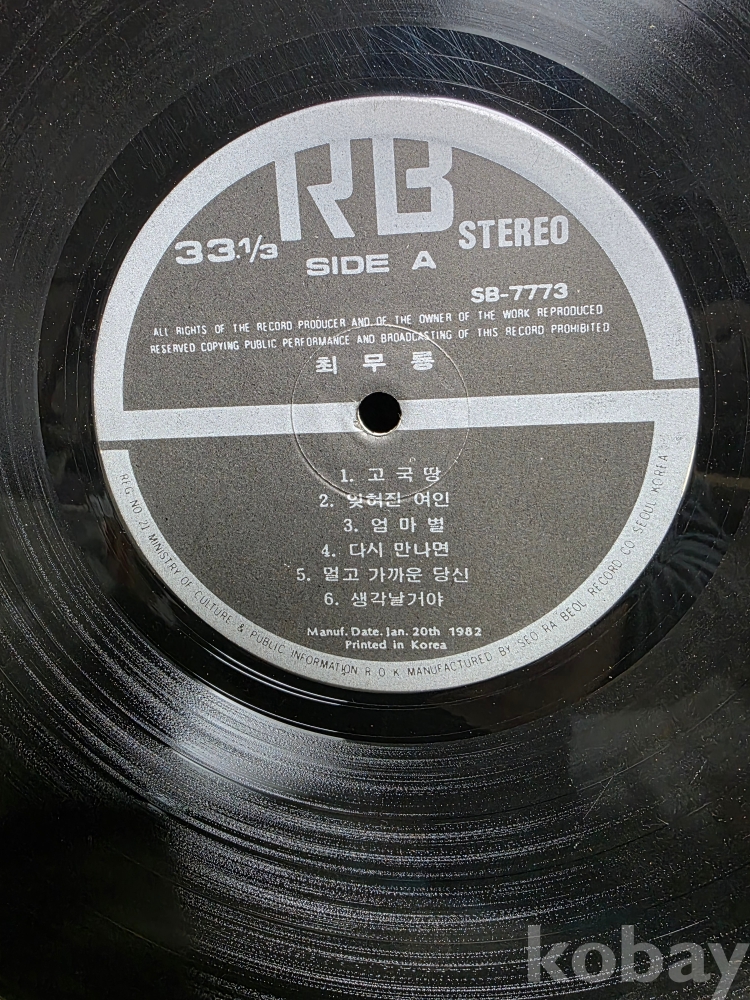 RB
33.⅓ SIDE A STEREO
SB-7773
ALL RIGHTS OF THE RECORD PRODUCER AND OF THE OWNER OF THE WORK REPRODUCED
RESERVED COPYING PUBLIC PERFORMANCE AND BROADCASTING OF THIS RECORD PROHIBITED
최무룡
1. 고국땅
2. 잊혀진 여인
3. 엄마별
4. 다시 만나면
5. 멀고 가까운 당신
6. 생각날거야
Manuf. Date. Jan. 20th 1982
Printed in Korea
REG. NO. 21 MINISTRY OF CULTURE & PUBLIC INFORMATION R.O.K MANUFACTURED BY SEO RA BEOL RECORD CO SEOUL KOREA
kobay